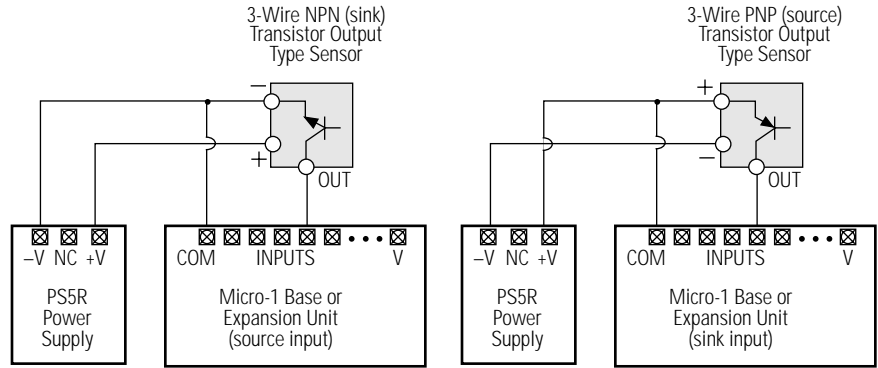 3-Wire NPN (sink)
Transistor Output
Type Sensor
–
+
OUT
–V NC +V
PS5R
Power
Supply
COM INPUTS V
Micro-1 Base or
Expansion Unit
(source input)
3-Wire PNP (source)
Transistor Output
Type Sensor
+
–
OUT
–V NC +V
PS5R
Power
Supply
COM INPUTS V
Micro-1 Base or
Expansion Unit
(sink input)